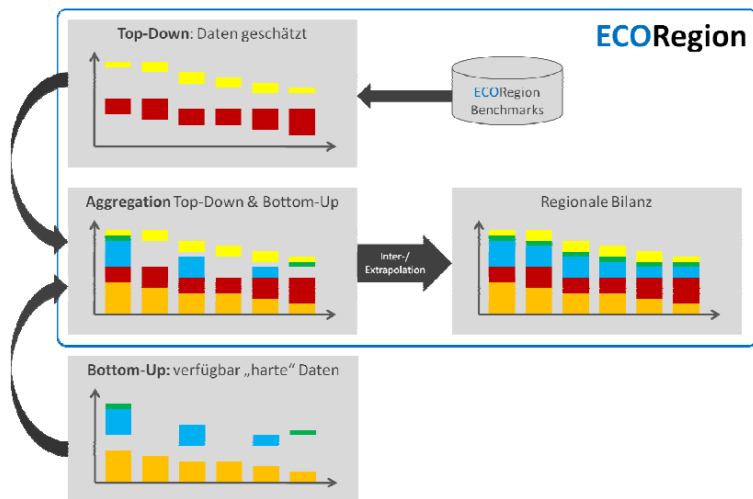 ECORegion
Top-Down: Daten geschätzt
ECORegion
Benchmarks
Aggregation Top-Down & Bottom-Up
Inter-/
Extrapolation
Regionale Bilanz
Bottom-Up: verfügbar „harte“ Daten